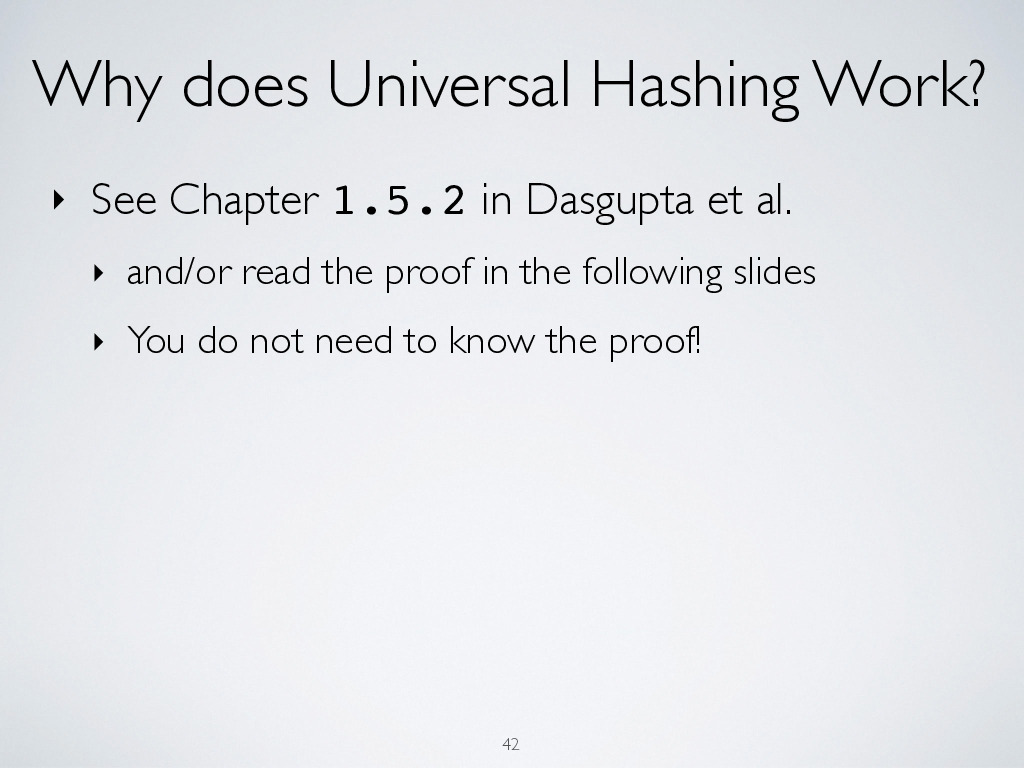 Why does Universal Hashing Work?
‣ See Chapter 1.5.2 in Dasgupta et al.
‣ and/or read the proof in the following slides
‣ You do not need to know the proof!
42